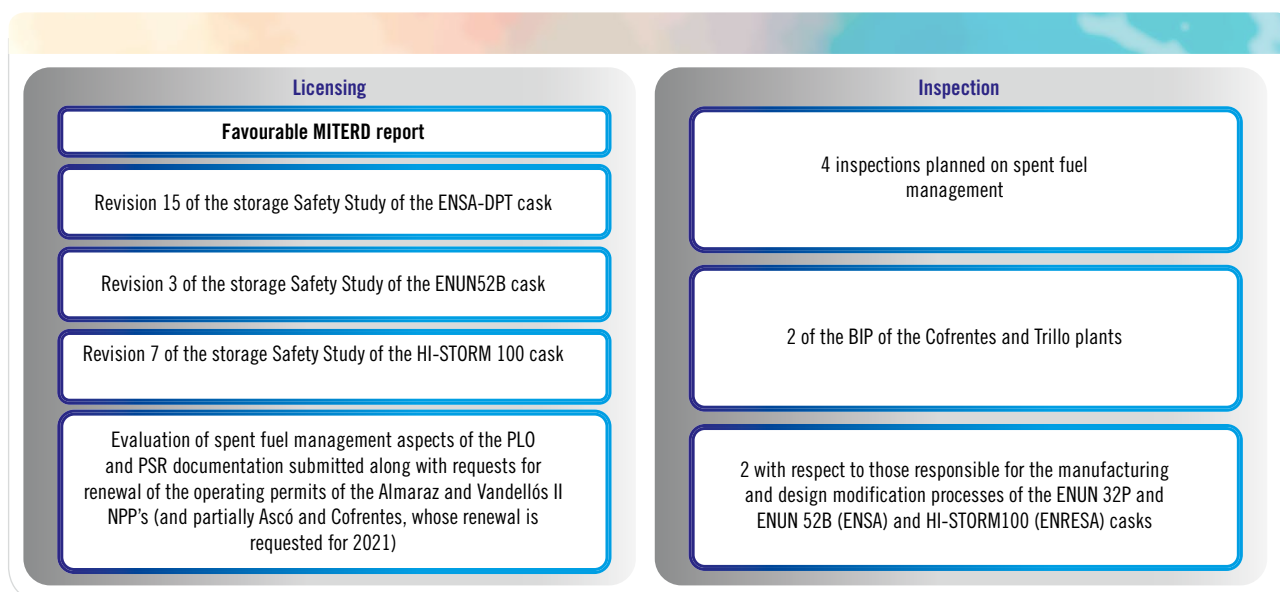 Licensing
Favourable MITERD report
Revision 15 of the storage Safety Study of the ENSA-DPT cask
Revision 3 of the storage Safety Study of the ENUN52B cask
Revision 7 of the storage Safety Study of the HI-STORM 100 cask
Evaluation of spent fuel management aspects of the PLO
and PSR documentation submitted along with requests for
renewal of the operating permits of the Almaraz and Vandellós II
NPP's (and partially Ascó and Cofrentes, whose renewal is
requested for 2021)
Inspection
4 inspections planned on spent fuel
management
2 of the BIP of the Cofrentes and Trillo plants
2 with respect to those responsible for the manufacturing
and design modification processes of the ENUN 32P and
ENUN 52B (ENSA) and HI-STORM100 (ENRESA) casks